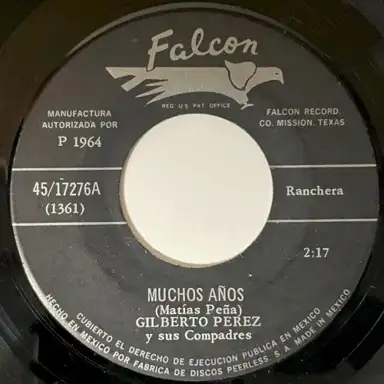 Falcon
REG. U S PAT. OFFICE
MANUFACTURA
AUTORIZADA POR
P 1964
FALCON RECORD.
CO. MISSION, TEXAS
45/17276A
(1361)
Ranchera
2:17
MUCHOS AÑOS
(Matías Peña)
GILBERTO PEREZ
y sus Compadres
CUBIERTO EL DERECHO DE EJECUCION PUBLICA EN MEXICO
HECHO EN MEXICO POR FABRICA DE DISCOS PEERLESS S A. MADE IN MEXICO.